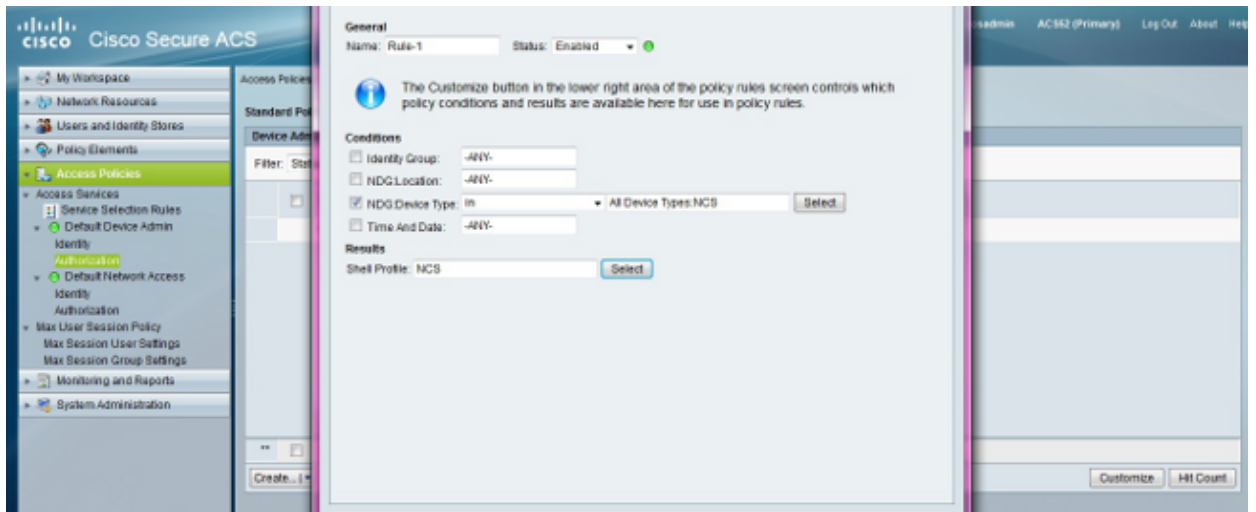 CISCO Cisco Secure ACS
AC552 (Primary) Log Out About Help
My Workspace
Network Resources
Users and Identity Stores
Policy Elements
Access Policies
Access Services
Service Selection Rules
Default Device Admin
Identity
Authorization
Default Network Access
Identity
Authorization
Max User Session Policy
Max Session User Settings
Max Session Group Settings
Monitoring and Reports
System Administration
Access Policies
Standard Pol
Device Adm
Filter: Stat
Create...
General
Name: Rule-1 Status: Enabled
The Customize button in the lower right area of the policy rules screen controls which
policy conditions and results are available here for use in policy rules.
Conditions
Identity Group: -ANY-
NDG:Location: -ANY-
NDG:Device Type: in All Device Types:NCS Select
Time And Date: -ANY-
Results
Shell Profile: NCS Select
**
Customize Hit Count